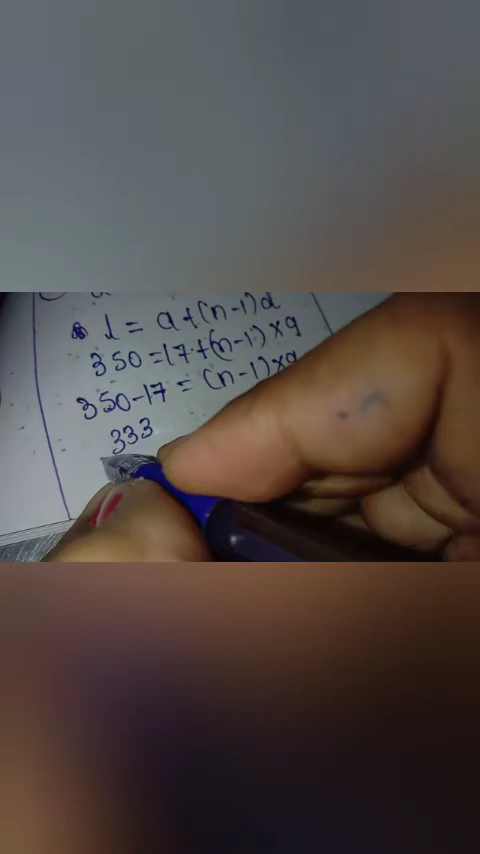 l = a+(n-1)d
350 = 17+(n-1)×9
350-17 = (n-1)×9
333